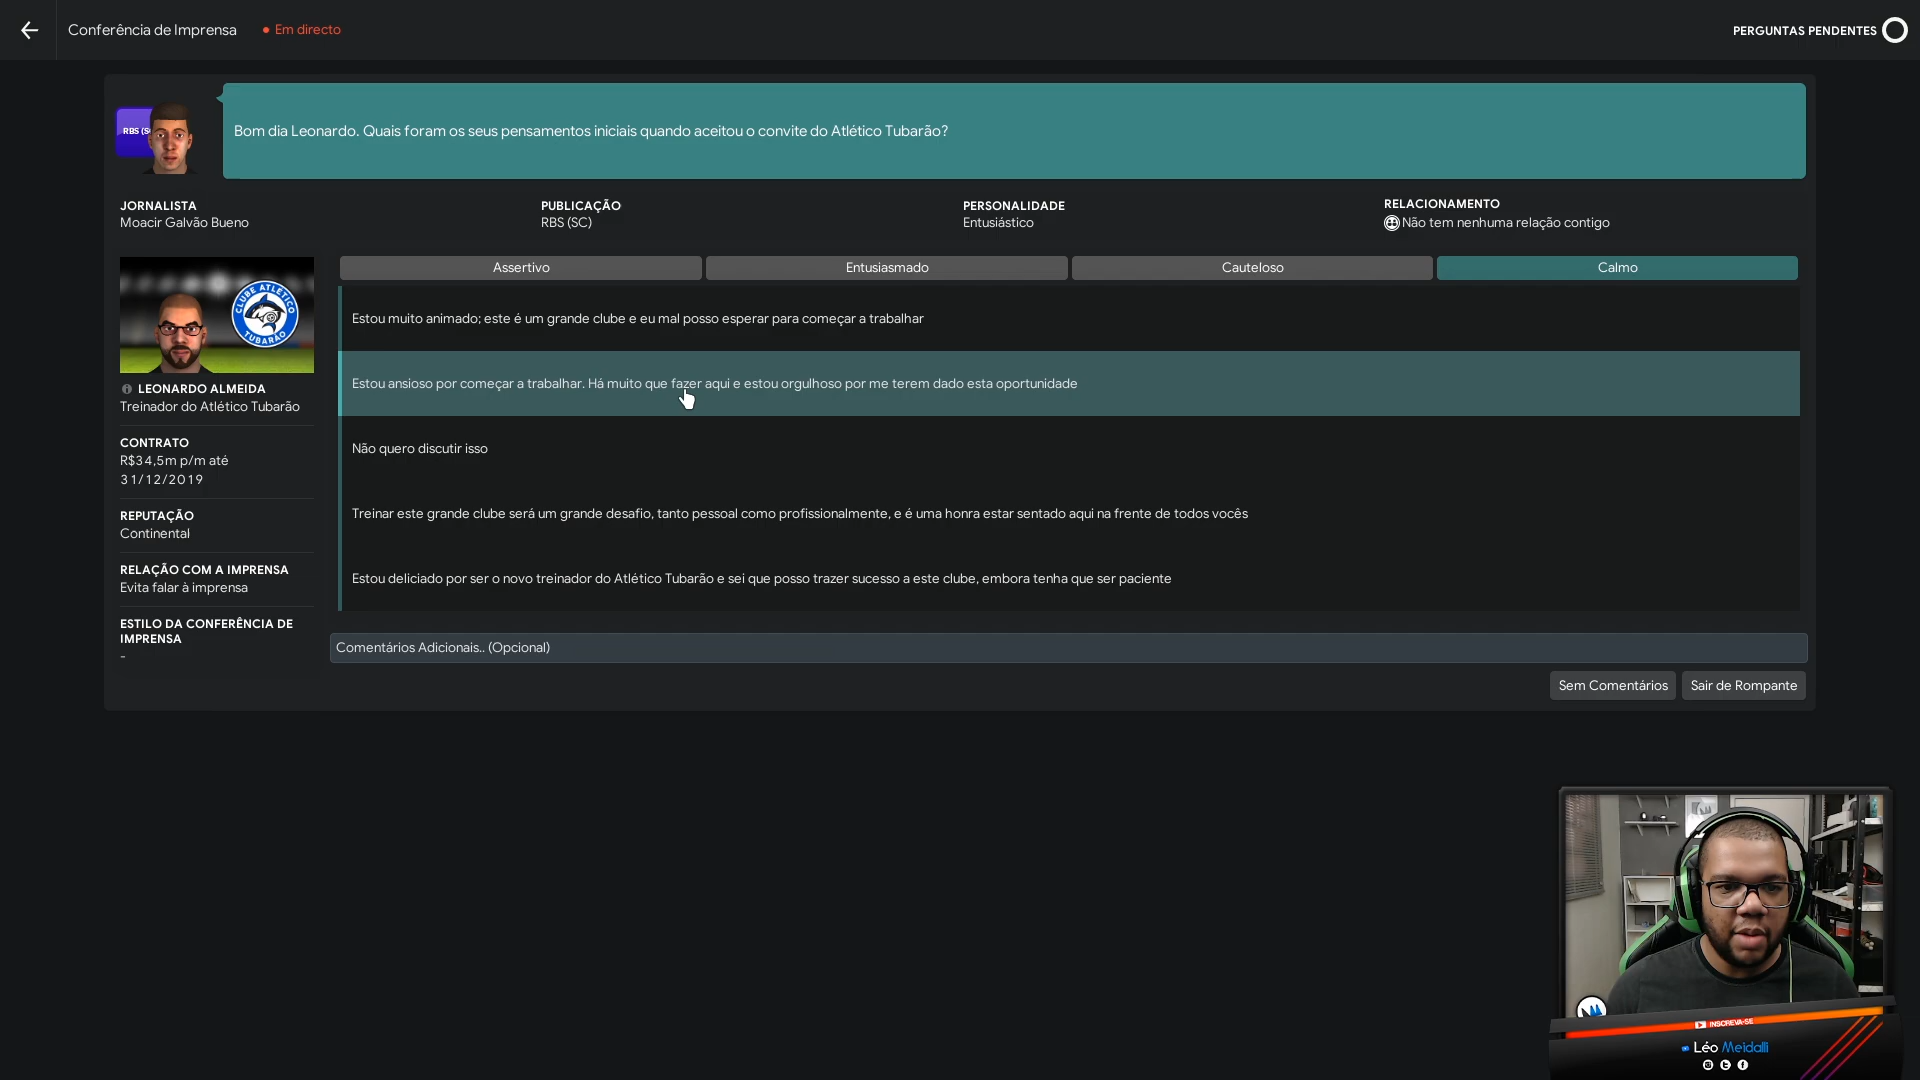 Conferência de Imprensa
Em directo
PERGUNTAS PENDENTES
RBS (S
Bom dia Leonardo. Quais foram os seus pensamentos iniciais quando aceitou o convite do Atlético Tubarão?
JORNALISTA
Moacir Galvão Bueno
PUBLICAÇÃO
RBS (SC)
PERSONALIDADE
Entusiástico
RELACIONAMENTO
Não tem nenhuma relação contigo
CLUBE ATLÉTICO
TUBARÃO
LEONARDO ALMEIDA
Treinador do Atlético Tubarão
CONTRATO
R$34,5m p/m até
31/12/2019
REPUTAÇÃO
Continental
RELAÇÃO COM A IMPRENSA
Evita falar à imprensa
ESTILO DA CONFERÊNCIA DE
IMPRENSA
-
Assertivo
Entusiasmado
Cauteloso
Calmo
Estou muito animado; este é um grande clube e eu mal posso esperar para começar a trabalhar
Estou ansioso por começar a trabalhar. Há muito que fazer aqui e estou orgulhoso por me terem dado esta oportunidade
Não quero discutir isso
Treinar este grande clube será um grande desafio, tanto pessoal como profissionalmente, e é uma honra estar sentado aqui na frente de todos vocês
Estou deliciado por ser o novo treinador do Atlético Tubarão e sei que posso trazer sucesso a este clube, embora tenha que ser paciente
Comentários Adicionais.. (Opcional)
Sem Comentários
Sair de Rompante
INSCREVA-SE
Léo Meidalli